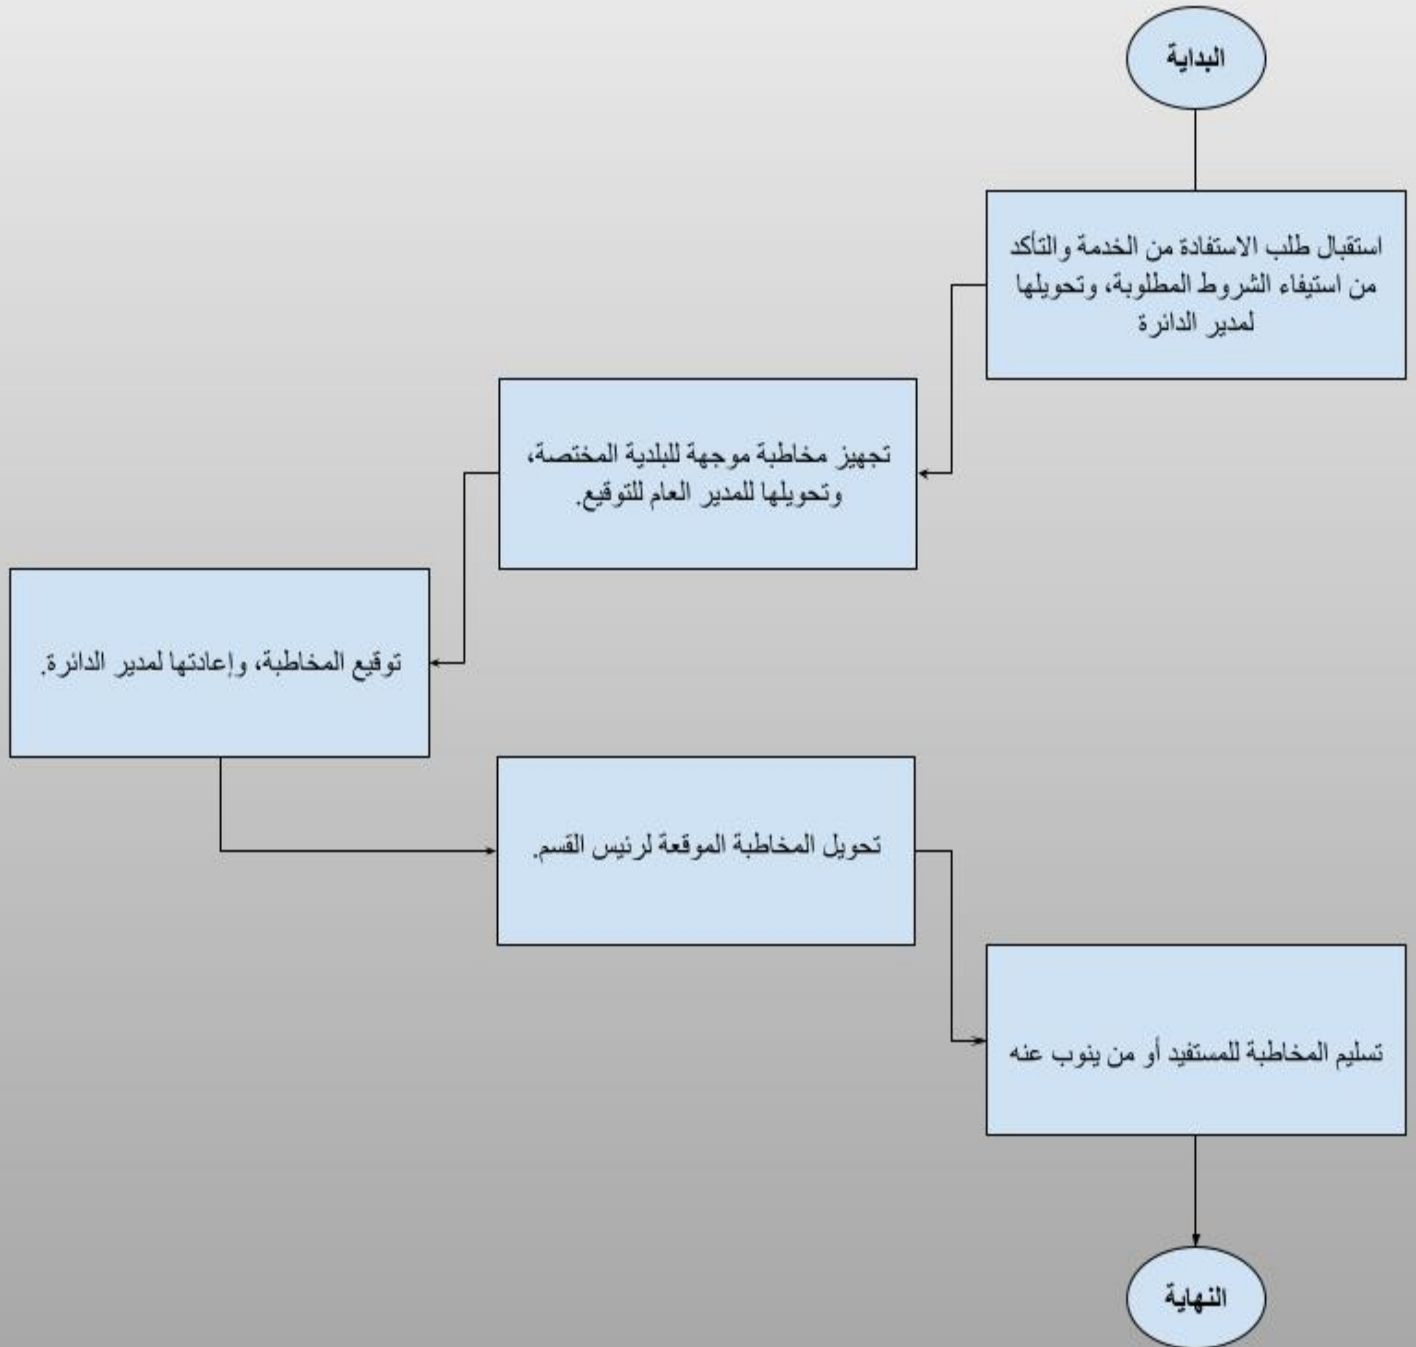 البداية
استقبال طلب الاستفادة من الخدمة والتأكد
من استيفاء الشروط المطلوبة، وتحويلها
لمدير الدائرة
تجهيز مخاطبة موجهة للبلدية المختصة،
وتحويلها للمدير العام للتوقيع.
توقيع المخاطبة، وإعادتها لمدير الدائرة.
تحويل المخاطبة الموقعة لرئيس القسم.
تسليم المخاطبة للمستفيد أو من ينوب عنه
النهاية